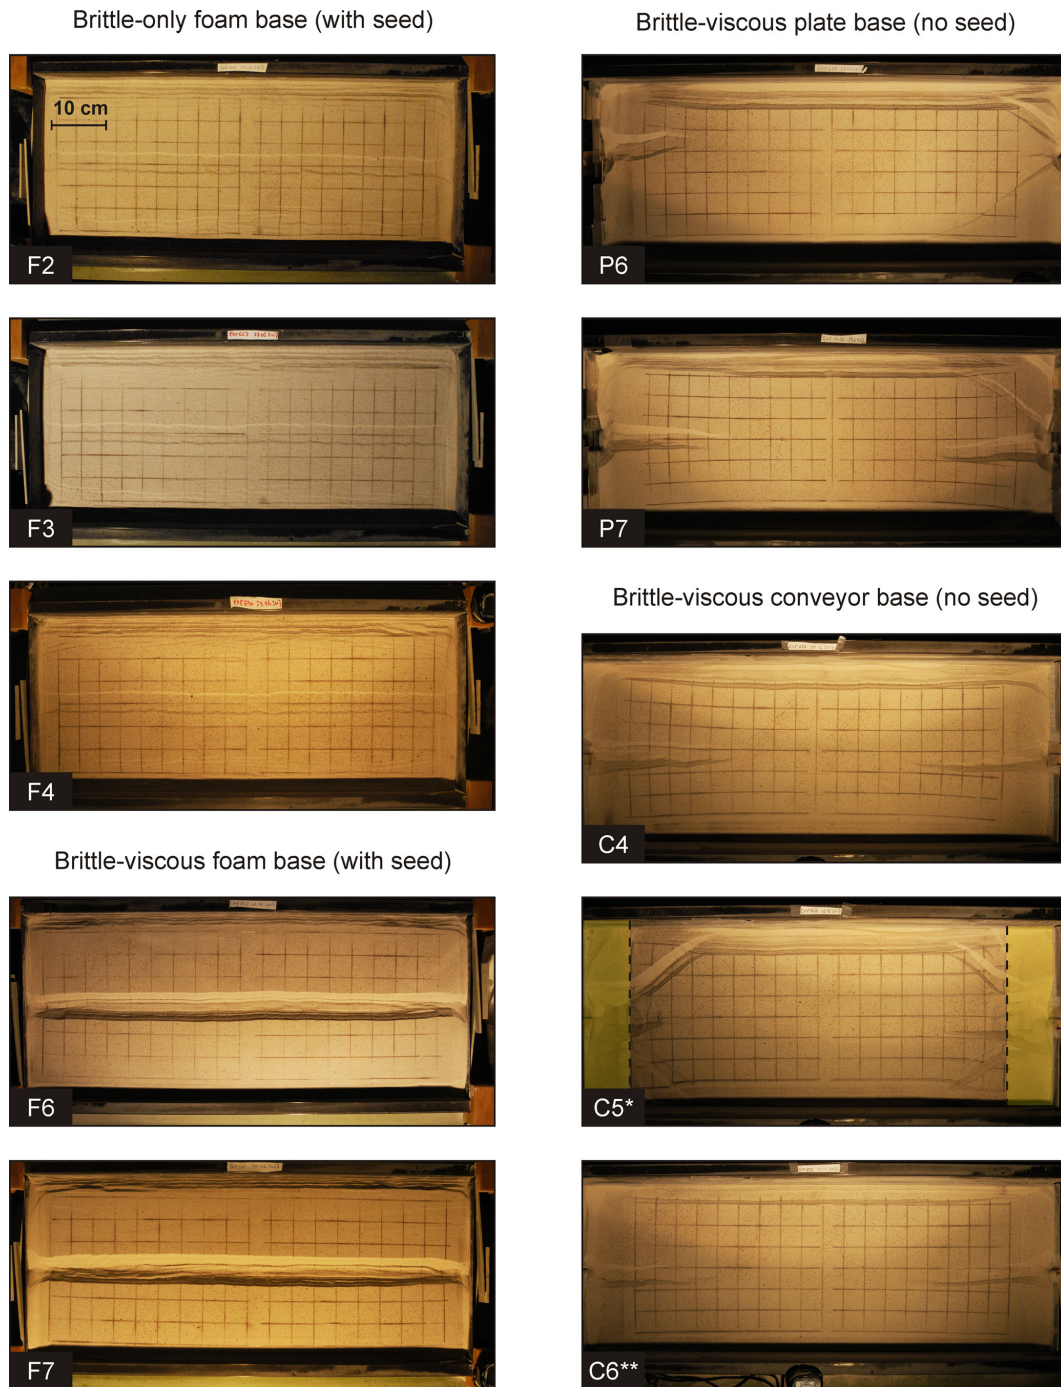 Brittle-only foam base (with seed)
10 cm
F2
F3
F4
Brittle-viscous foam base (with seed)
F6
F7
Brittle-viscous plate base (no seed)
P6
P7
Brittle-viscous conveyor base (no seed)
C4
C5*
C6**